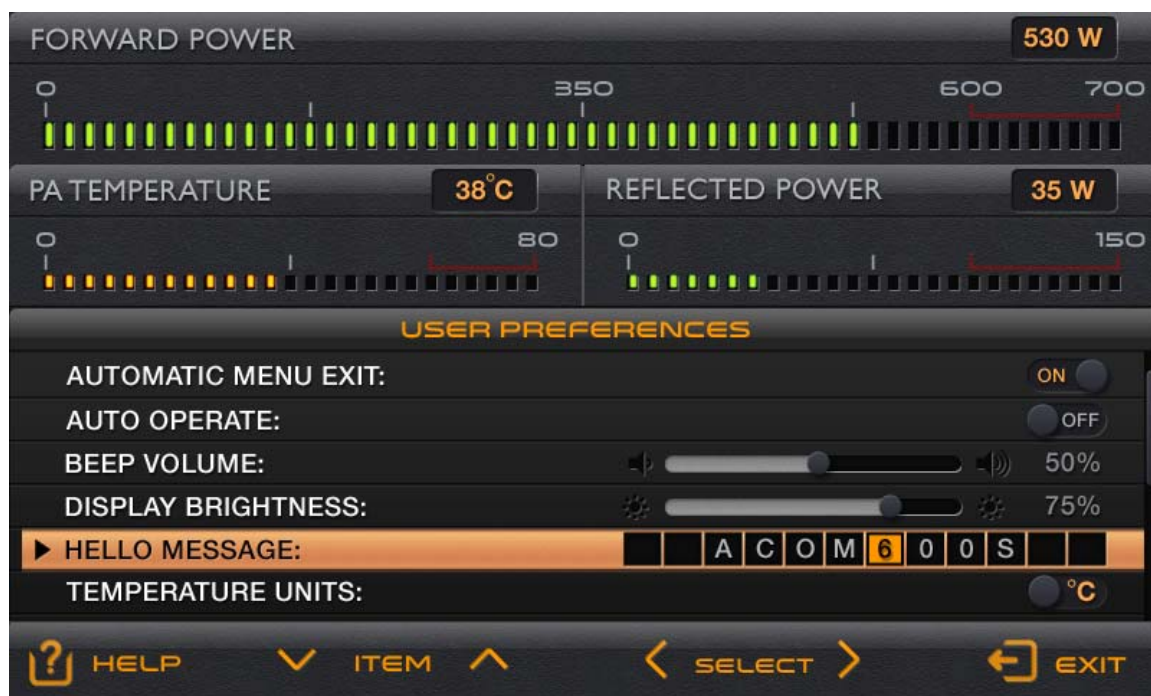 FORWARD POWER 530 W
0 350 600 700
PA TEMPERATURE 38°C REFLECTED POWER 35 W
0 80 0 150
USER PREFERENCES
AUTOMATIC MENU EXIT: ON
AUTO OPERATE: OFF
BEEP VOLUME: 50%
DISPLAY BRIGHTNESS: 75%
HELLO MESSAGE: ACOM600S
TEMPERATURE UNITS: °C
? HELP ITEM SELECT EXIT